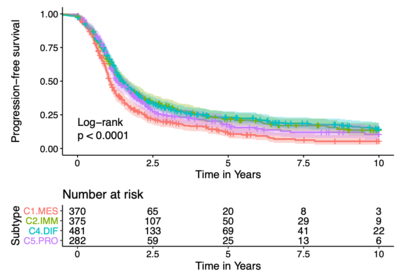 Progression−free survival
1.00
0.75
0.50
0.25
0.00
Log−rank
p < 0.0001
0 2.5 5 7.5 10
Time in Years
Number at risk
Subtype
C1.MES 370 65 20 8 3
C2.IMM 375 107 50 29 9
C4.DIF 481 133 69 41 22
C5.PRO 282 59 25 13 6
0 2.5 5 7.5 10
Time in Years